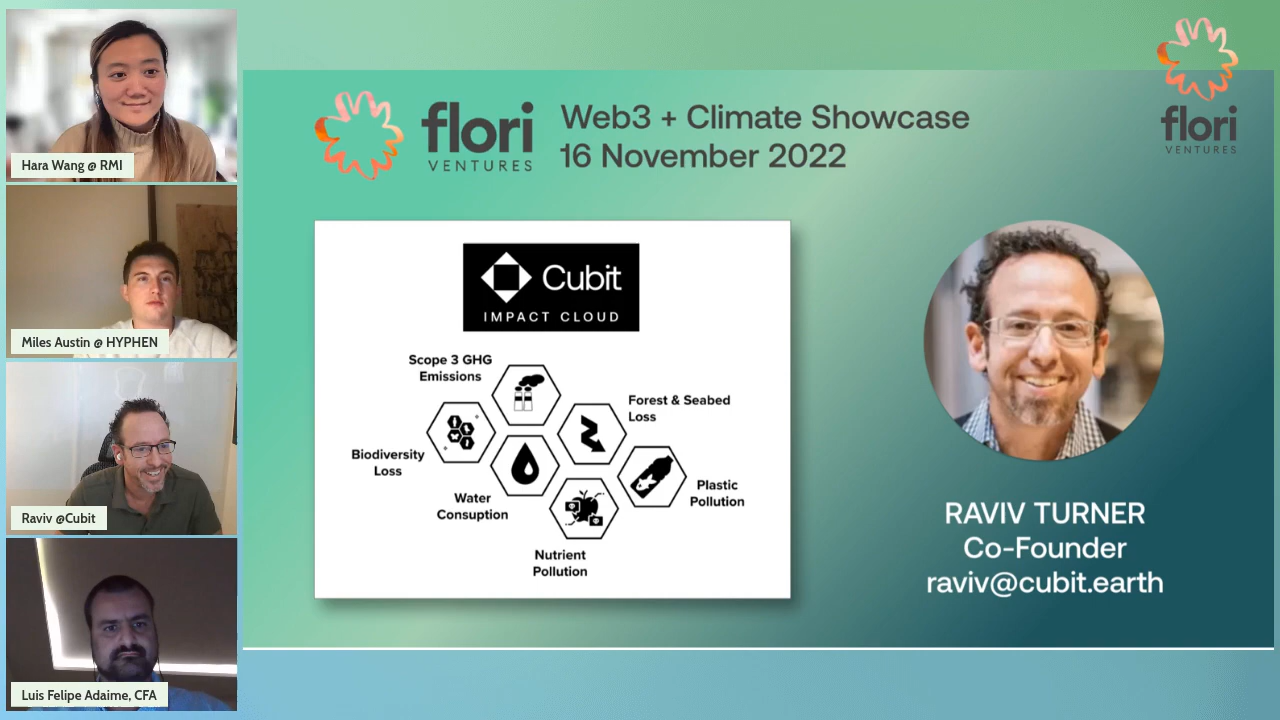 Hara Wang @ RMI
Miles Austin @ HYPHEN
Raviv @Cubit
Luis Felipe Adaime, CFA
flori
VENTURES
Web3 + Climate Showcase
16 November 2022
flori
VENTURES
Cubit
IMPACT CLOUD
Scope 3 GHG
Emissions
Forest & Seabed
Loss
Biodiversity
Loss
Water
Consuption
Plastic
Pollution
Nutrient
Pollution
RAVIV TURNER
Co-Founder
raviv@cubit.earth